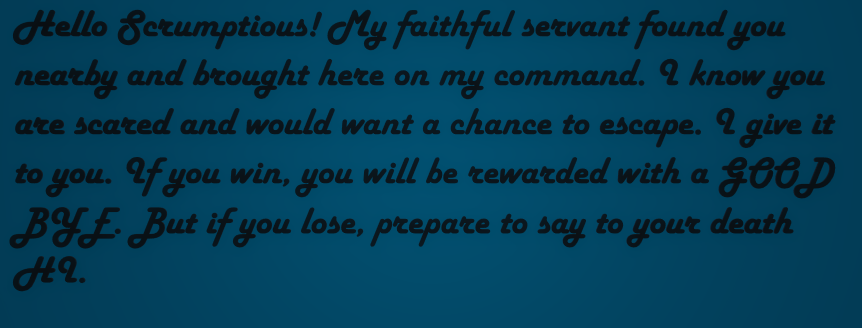 Hello Scrumptious! My faithful servant found you
nearby and brought here on my command. I know you
are scared and would want a chance to escape. I give it
to you. If you win, you will be rewarded with a GOOD
BYE. But if you lose, prepare to say to your death
HI.